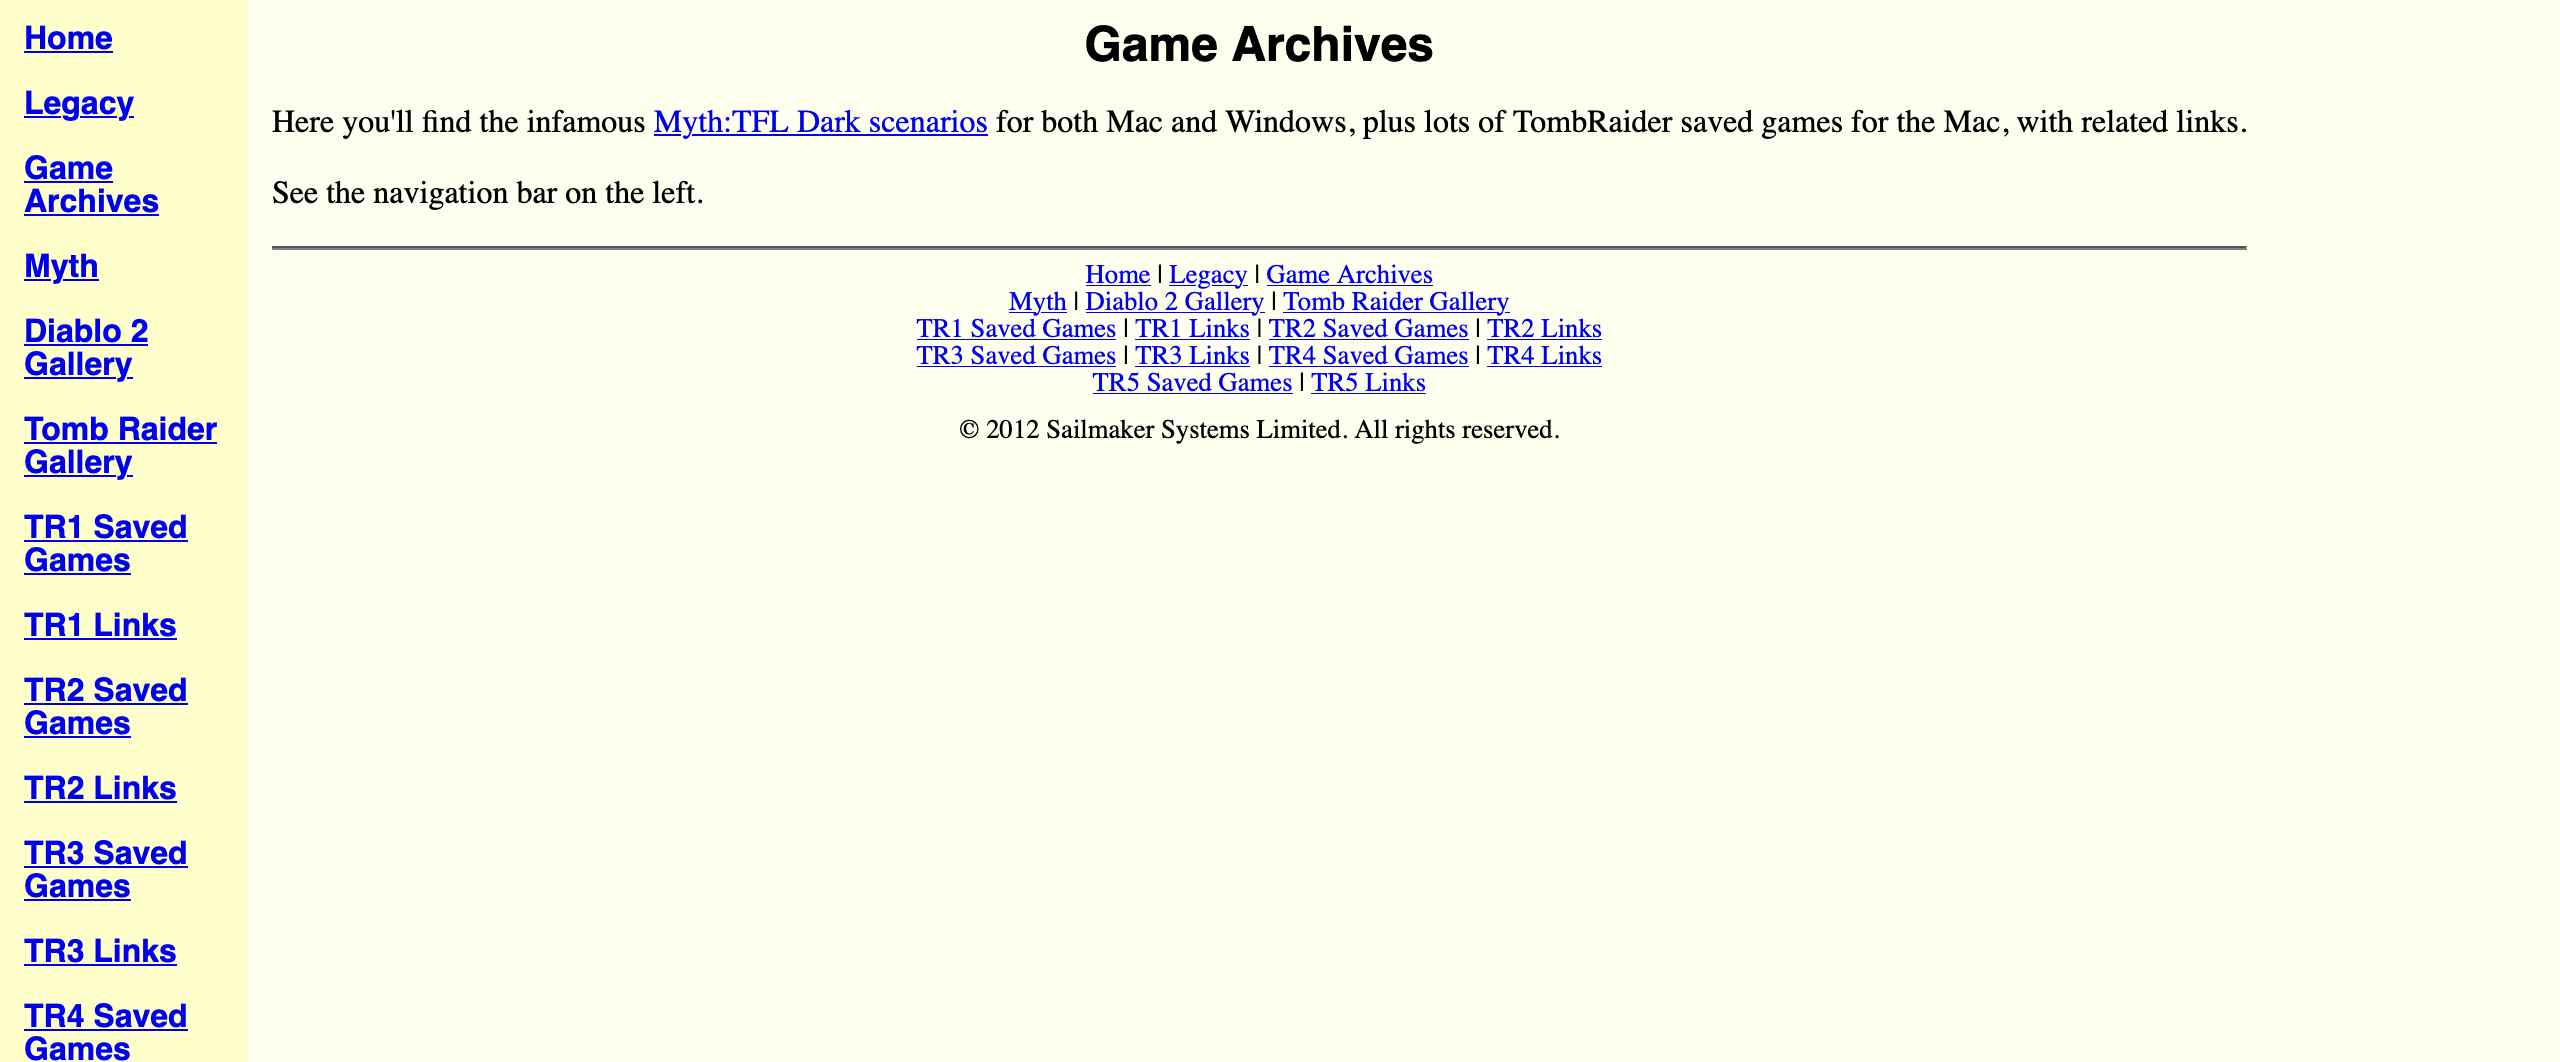 Home
Legacy
Game
Archives
Myth
Diablo 2
Gallery
Tomb Raider
Gallery
TR1 Saved
Games
TR1 Links
TR2 Saved
Games
TR2 Links
TR3 Saved
Games
TR3 Links
TR4 Saved
Games
Game Archives
Here you'll find the infamous Myth:TFL Dark scenarios for both Mac and Windows, plus lots of TombRaider saved games for the Mac, with related links.
See the navigation bar on the left.
Home | Legacy | Game Archives
Myth | Diablo 2 Gallery | Tomb Raider Gallery
TR1 Saved Games | TR1 Links | TR2 Saved Games | TR2 Links
TR3 Saved Games | TR3 Links | TR4 Saved Games | TR4 Links
TR5 Saved Games | TR5 Links
© 2012 Sailmaker Systems Limited. All rights reserved.